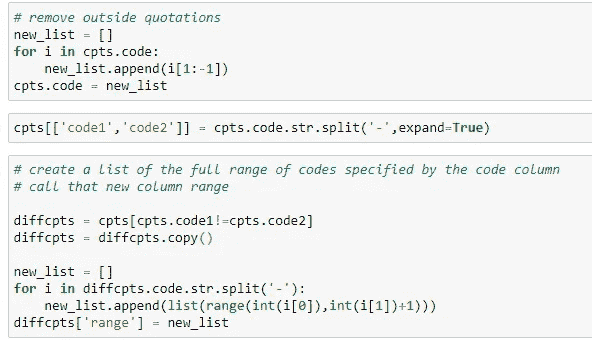 # remove outside quotations
new_list = []
for i in cpts.code:
    new_list.append(i[1:-1])
cpts.code = new_list
cpts[['code1','code2']] = cpts.code.str.split('-',expand=True)
# create a list of the full range of codes specified by the code column
# call that new column range
diffcpts = cpts[cpts.code1!=cpts.code2]
diffcpts = diffcpts.copy()
new_list = []
for i in diffcpts.code.str.split('-'):
    new_list.append(list(range(int(i[0]),int(i[1])+1)))
diffcpts['range'] = new_list